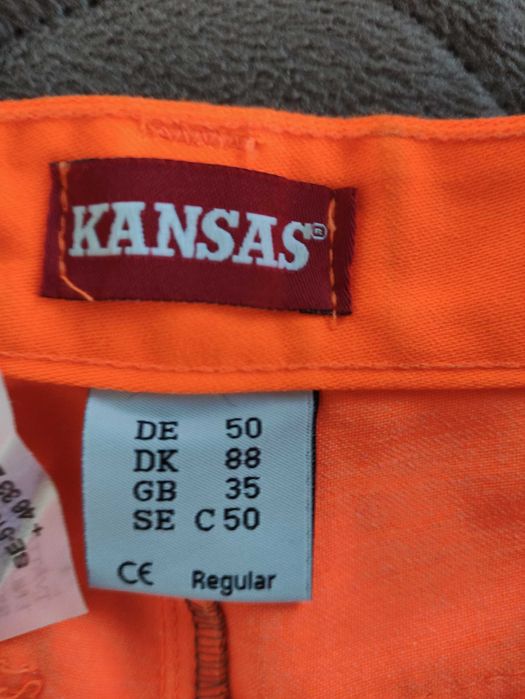 KANSAS®
DE 50
DK 88
GB 35
SE C50
CE Regular